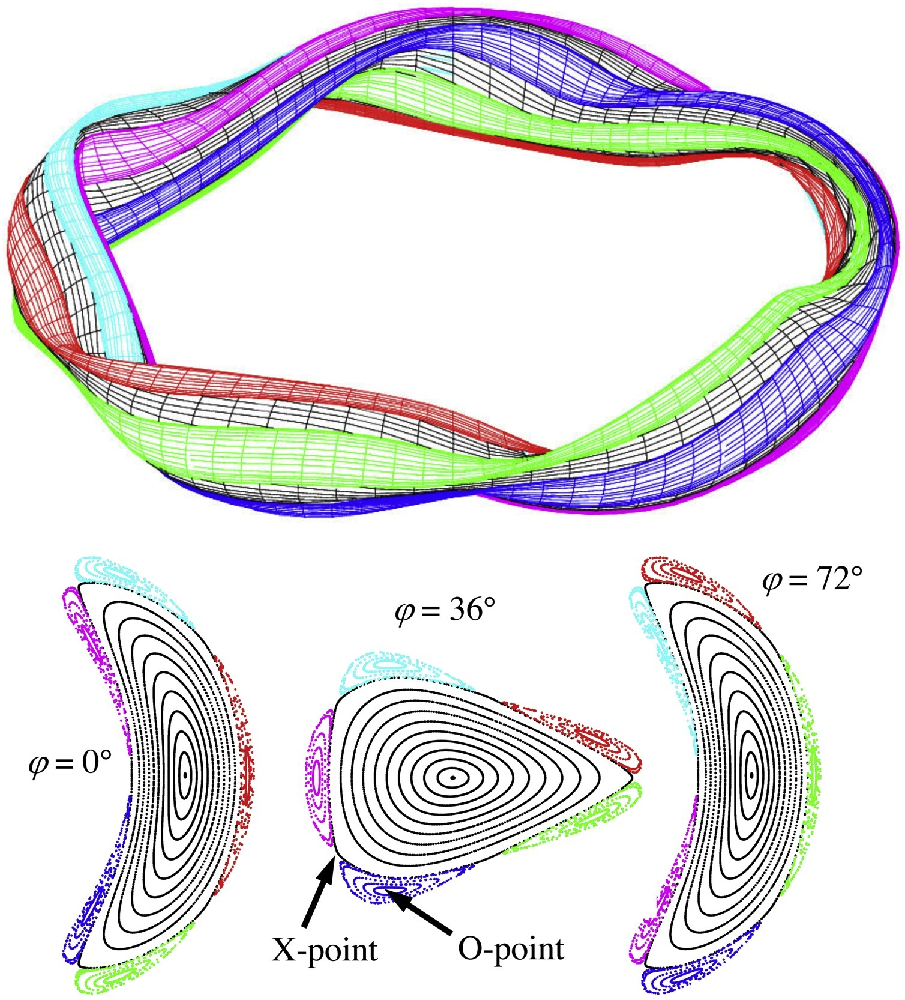 φ = 72°
φ = 36°
φ = 0°
X-point
O-point